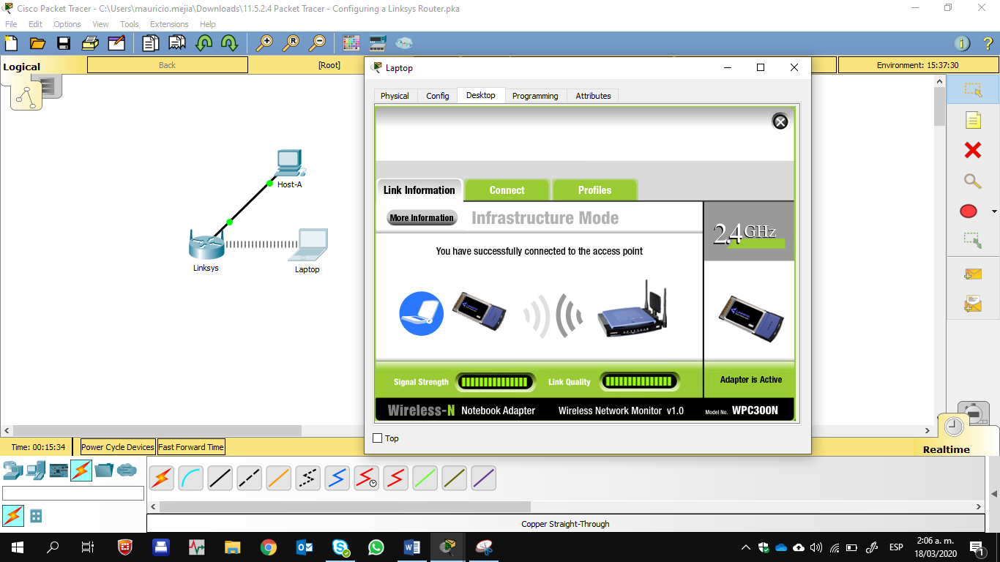 Cisco Packet Tracer - C:\Users\mauricio.mejia\Downloads\11.5.2.4 Packet Tracer - Configuring a Linksys Router.pka
File Edit Options View Tools Extensions Help
SELECT
R
i ?
Logical
Back
[Root]
Environment: 15:37:30
Laptop
Physical Config Desktop Programming Attributes
Link Information Connect Profiles
More Information
Infrastructure Mode
2.4GHz
You have successfully connected to the access point
Host-A
Linksys
Laptop
Signal Strength
Link Quality
Adapter is Active
Wireless-N Notebook Adapter Wireless Network Monitor v1.0 Model No. WPC300N
Top
Time: 00:15:34 Power Cycle Devices Fast Forward Time
Realtime
Copper Straight-Through
ESP
2:06 a. m.
18/03/2020
1